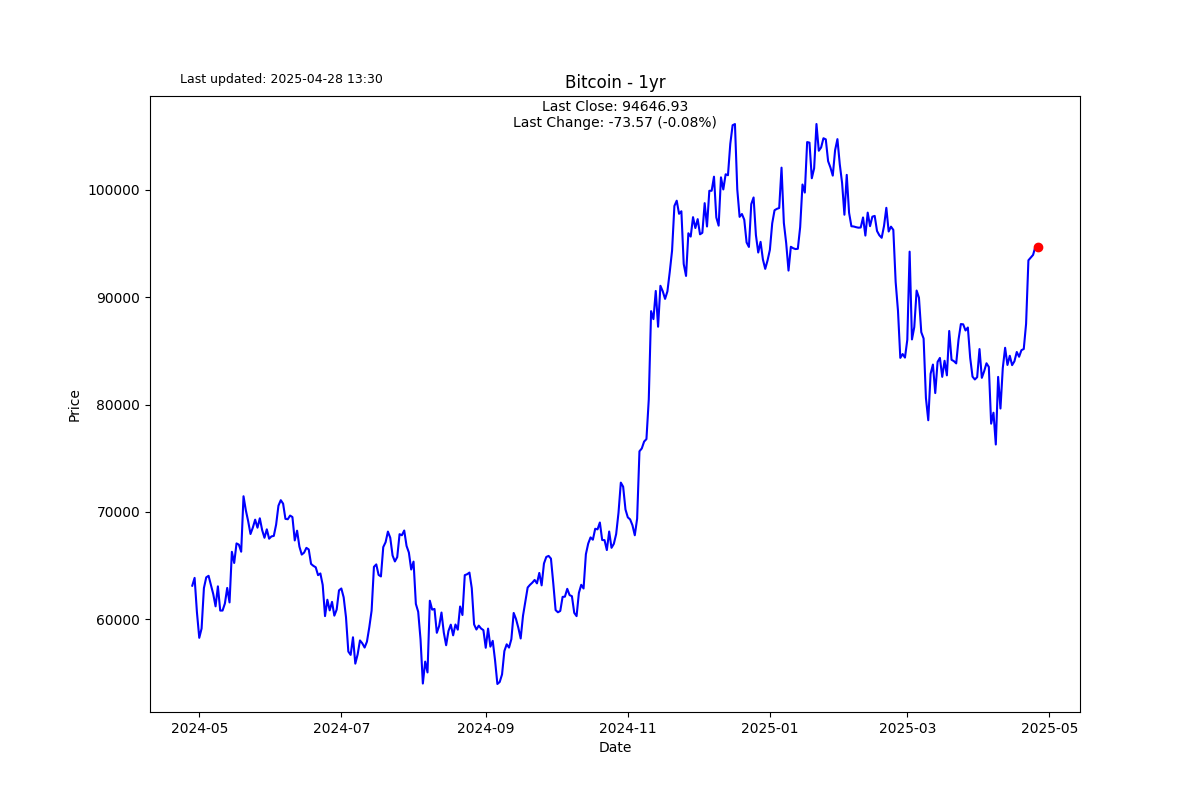 Last updated: 2025-04-28 13:30
Bitcoin - 1yr
Last Close: 94646.93
Last Change: -73.57 (-0.08%)
100000
90000
80000
70000
60000
Price
2024-05 2024-07 2024-09 2024-11 2025-01 2025-03 2025-05
Date